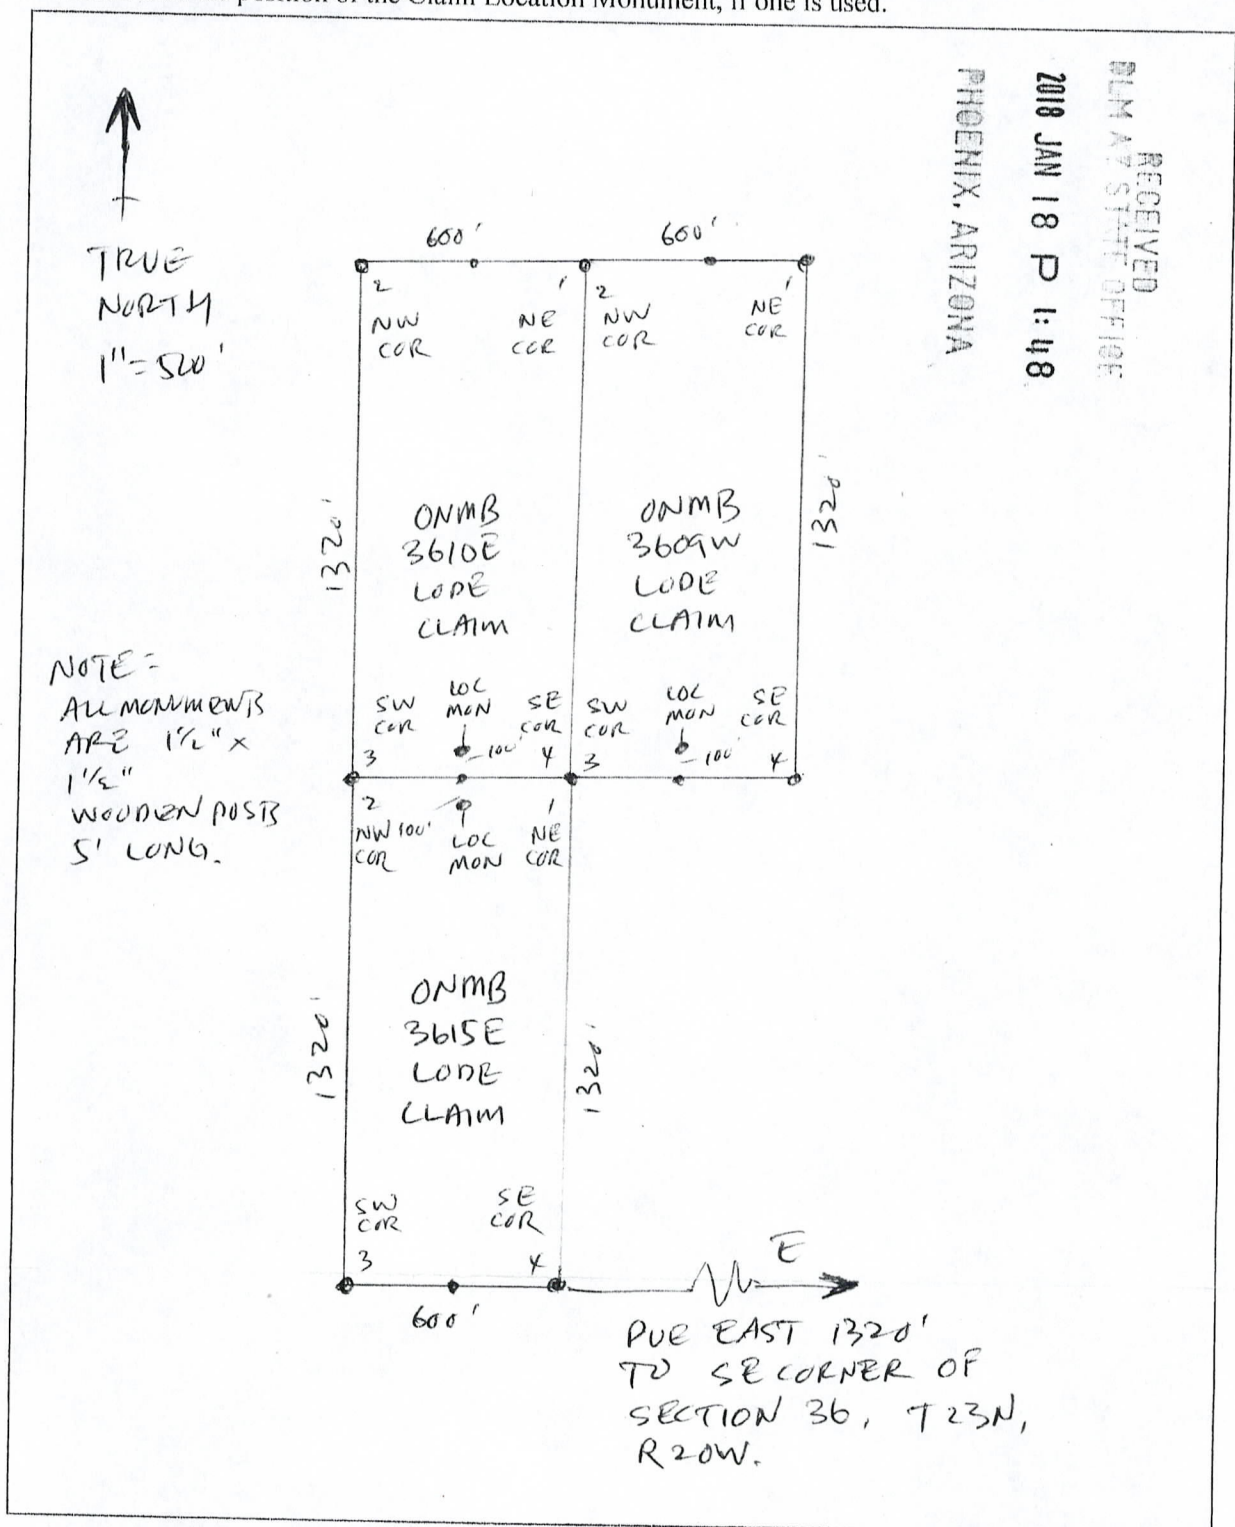 position of the Claim Location Monument, if one is used.
RECEIVED
BLM AZ STATE OFFICE
2018 JAN 18 P 1:48
PHOENIX, ARIZONA
TRUE
NORTH
1"=500'
600'
600'
2
1
2
1
NW
COR
NE
COR
NW
COR
NE
COR
1320'
ONMB
3610E
LODE
CLAIM
ONMB
3609W
LODE
CLAIM
1320'
NOTE=
ALL MONUMENTS
ARE 1 1/2" x
1 1/2"
WOODEN POSTS
5' LONG.
SW
COR
LOC
MON
SE
COR
SW
COR
LOC
MON
SE
COR
3
100'
4
3
100'
4
2
1
NW
COR
100'
LOC
MON
NE
COR
1320'
ONMB
3615E
LODE
CLAIM
1320'
SW
COR
SE
COR
3
4
600'
E
DUE EAST 1320'
TO SE CORNER OF
SECTION 36, T23N,
R20W.